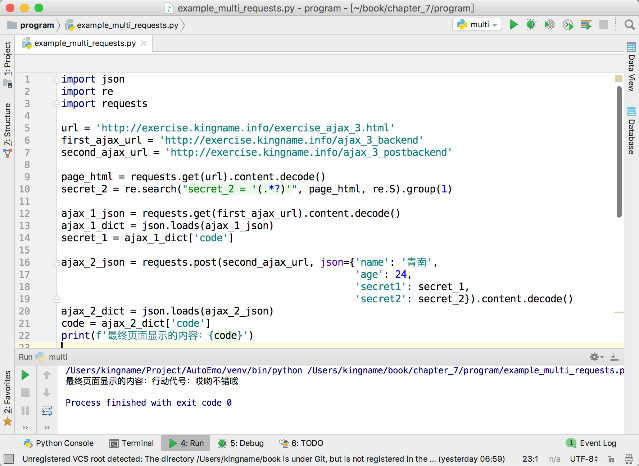 example_multi_requests.py - program - [~/book/chapter_7/program]
program
example_multi_requests.py
multi
example_multi_requests.py
1: Project
7: Structure
2: Favorites
Data View
Database
1 import json
2 import re
3 import requests
4
5 url = 'http://exercise.kingname.info/exercise_ajax_3.html'
6 first_ajax_url = 'http://exercise.kingname.info/ajax_3_backend'
7 second_ajax_url = 'http://exercise.kingname.info/ajax_3_postbackend'
8
9 page_html = requests.get(url).content.decode()
10 secret_2 = re.search("secret_2 = '(.*?)'", page_html, re.S).group(1)
11
12 ajax_1_json = requests.get(first_ajax_url).content.decode()
13 ajax_1_dict = json.loads(ajax_1_json)
14 secret_1 = ajax_1_dict['code']
15
16 ajax_2_json = requests.post(second_ajax_url, json={'name': '青南',
17 'age': 24,
18 'secret1': secret_1,
19 'secret2': secret_2}).content.decode()
20 ajax_2_dict = json.loads(ajax_2_json)
21 code = ajax_2_dict['code']
22 print(f'最终页面显示的内容：{code}')
23
Run multi
/Users/kingname/Project/AutoEmo/venv/bin/python /Users/kingname/book/chapter_7/program/example_multi_requests.p
最终页面显示的内容：行动代号：哎哟不错哦
Process finished with exit code 0
Python Console
Terminal
4: Run
5: Debug
6: TODO
1 Event Log
Unregistered VCS root detected: The directory /Users/kingname/book is under Git, but is not registered in the ... (yesterday 06:59)
23:1
n/a
UTF-8